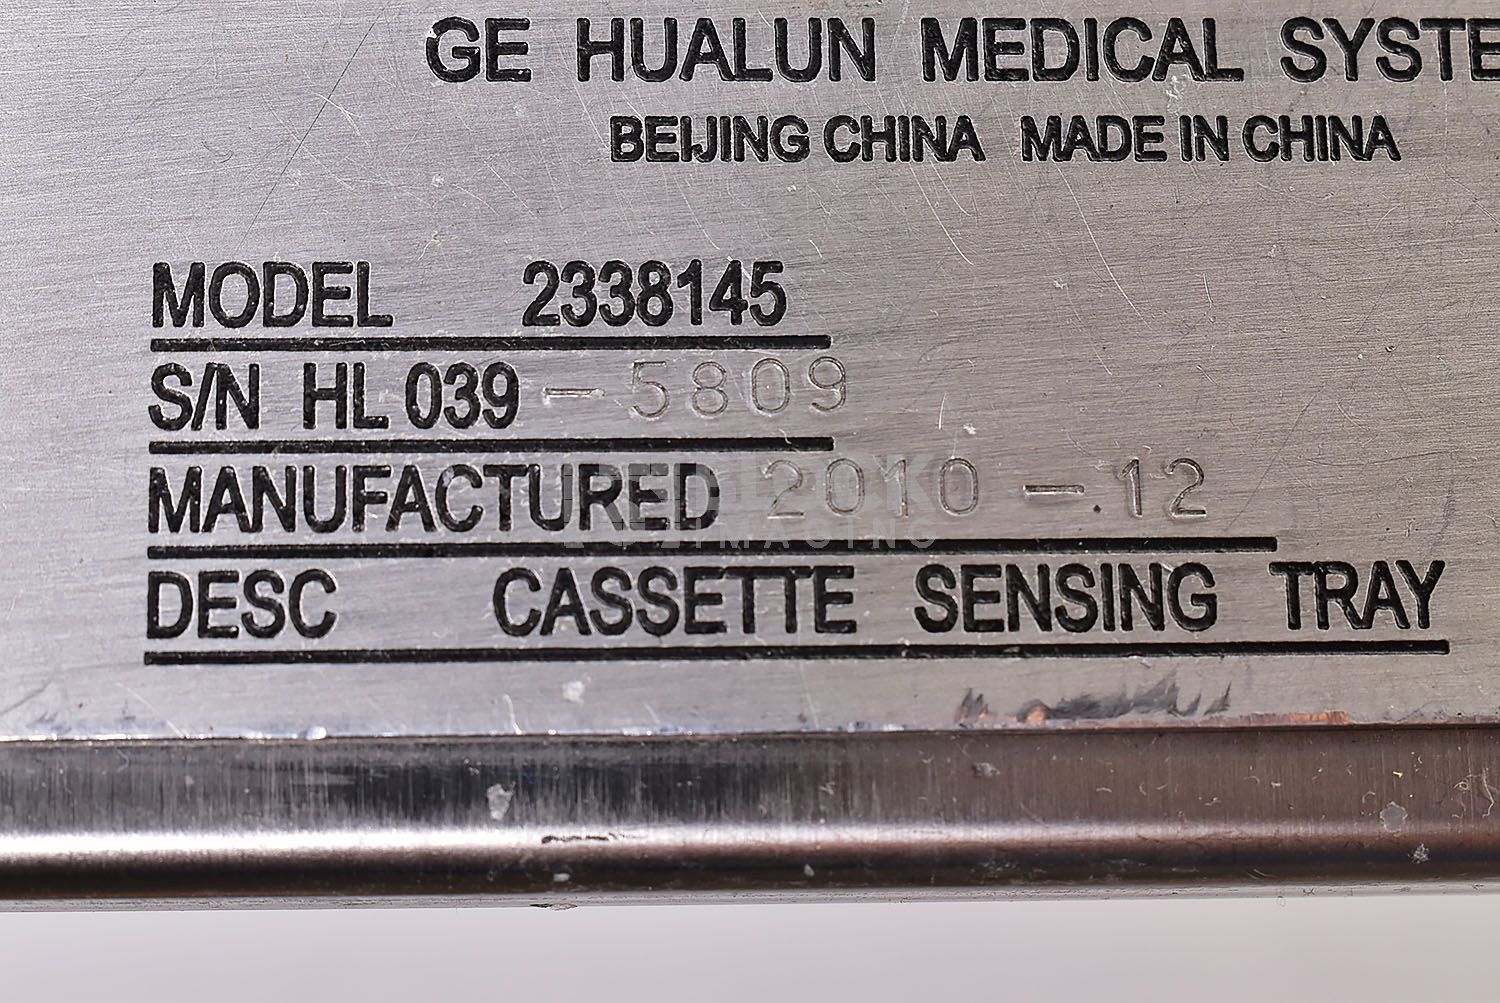 GE HUALUN MEDICAL SYSTE
BEIJING CHINA MADE IN CHINA
MODEL 2338145
S/N HL 039-5809
MANUFACTURED 2010-12
IMAGING
DESC CASSETTE SENSING TRAY